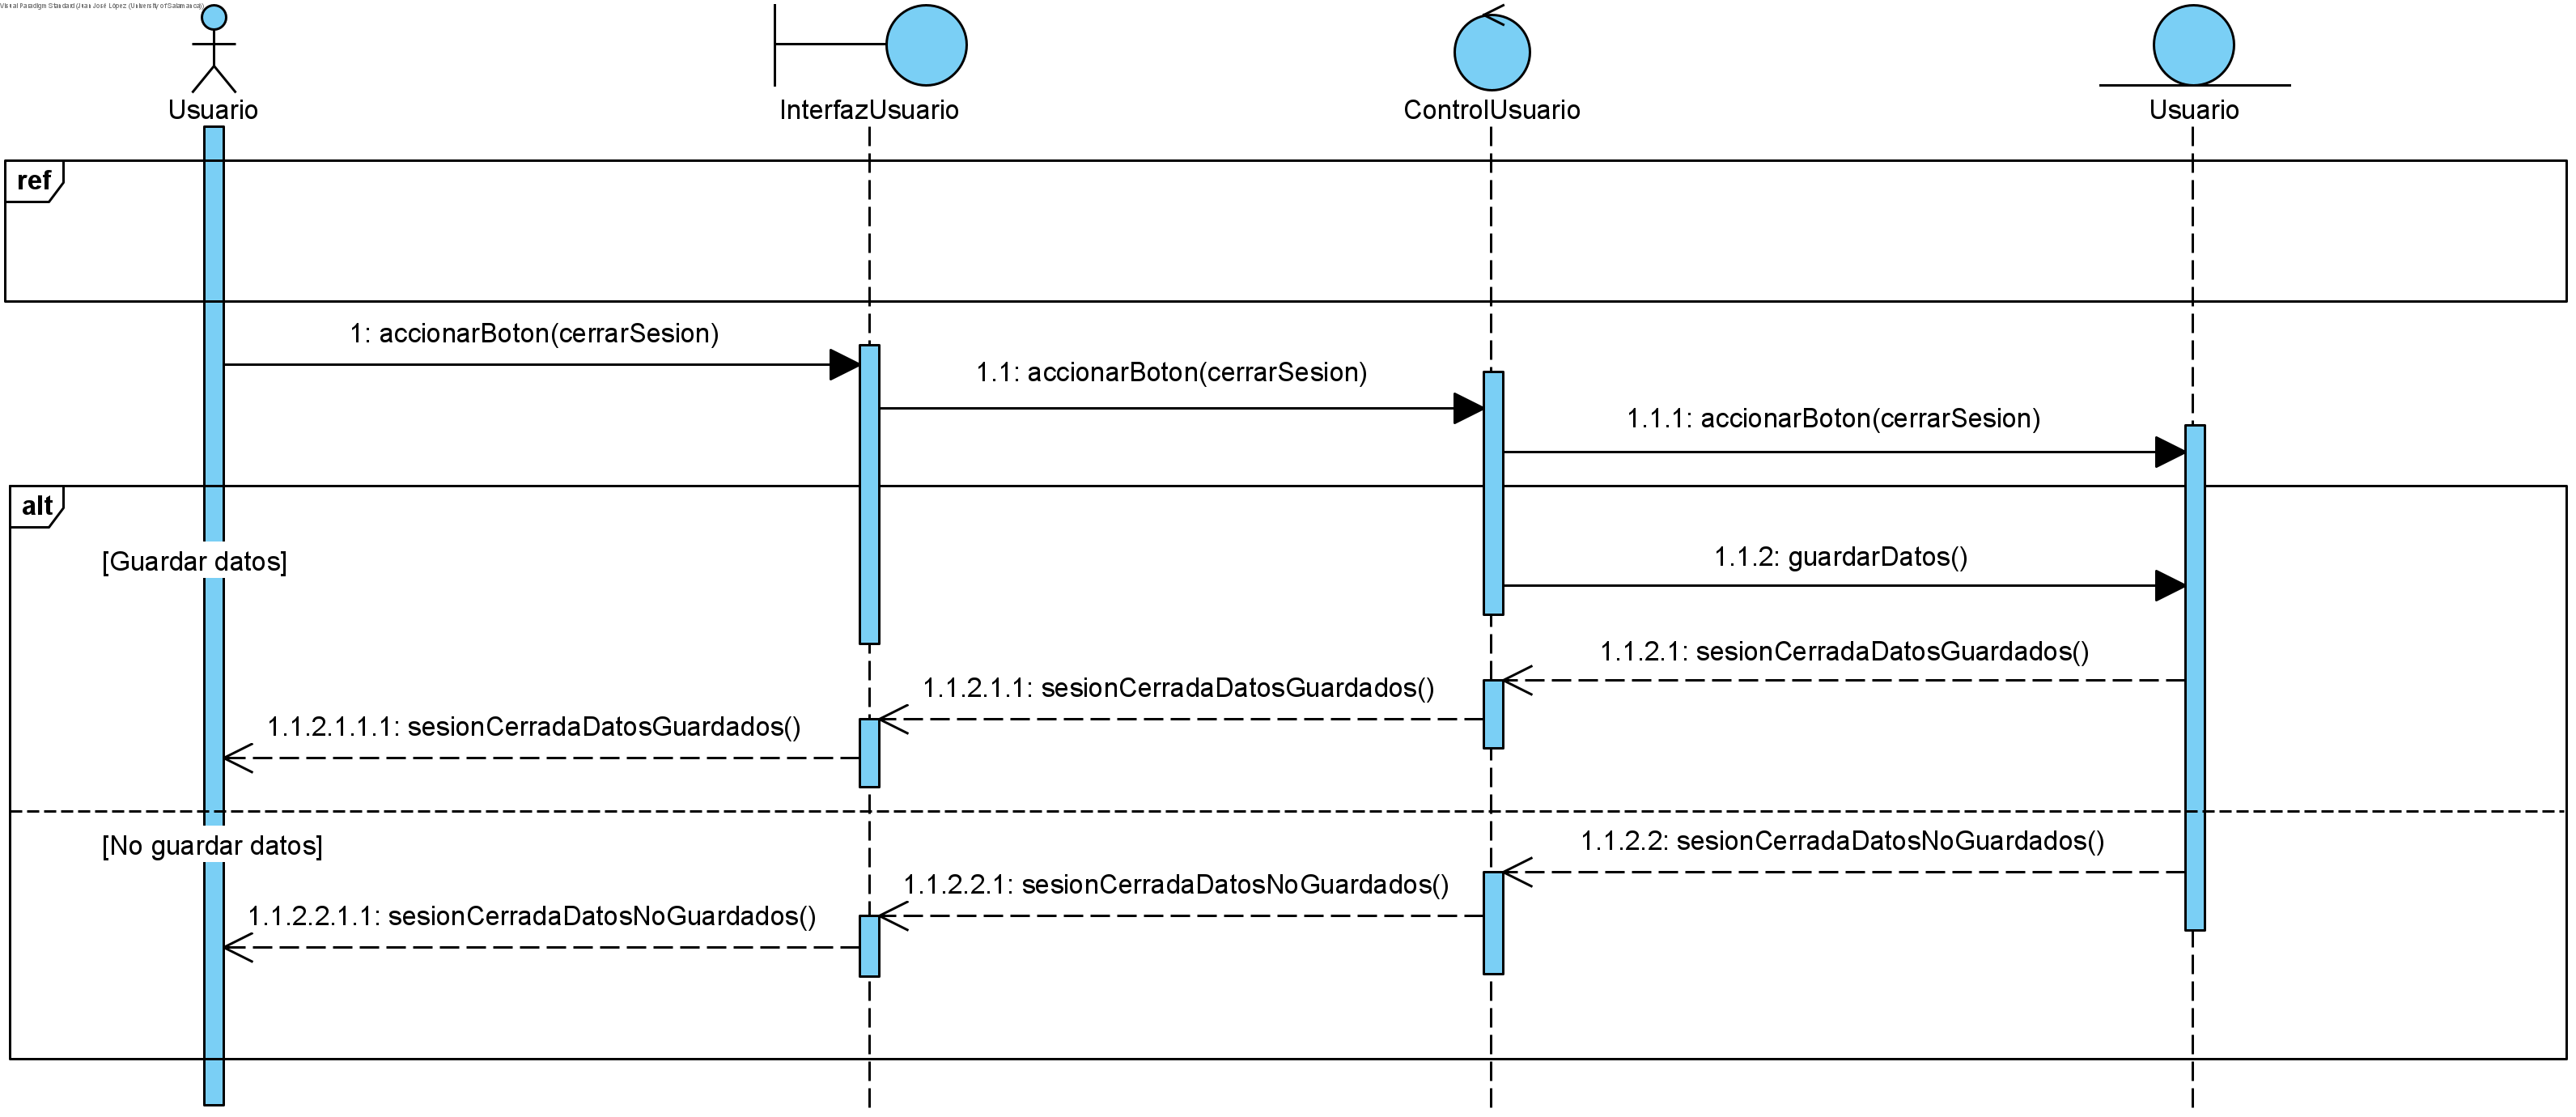 Visual Paradigm Standard(Juan José López (University of Salamanca))
Usuario
InterfazUsuario
ControlUsuario
Usuario
ref
1: accionarBoton(cerrarSesion)
1.1: accionarBoton(cerrarSesion)
1.1.1: accionarBoton(cerrarSesion)
alt
[Guardar datos]
1.1.2: guardarDatos()
1.1.2.1: sesionCerradaDatosGuardados()
1.1.2.1.1: sesionCerradaDatosGuardados()
1.1.2.1.1.1: sesionCerradaDatosGuardados()
[No guardar datos]
1.1.2.2: sesionCerradaDatosNoGuardados()
1.1.2.2.1: sesionCerradaDatosNoGuardados()
1.1.2.2.1.1: sesionCerradaDatosNoGuardados()